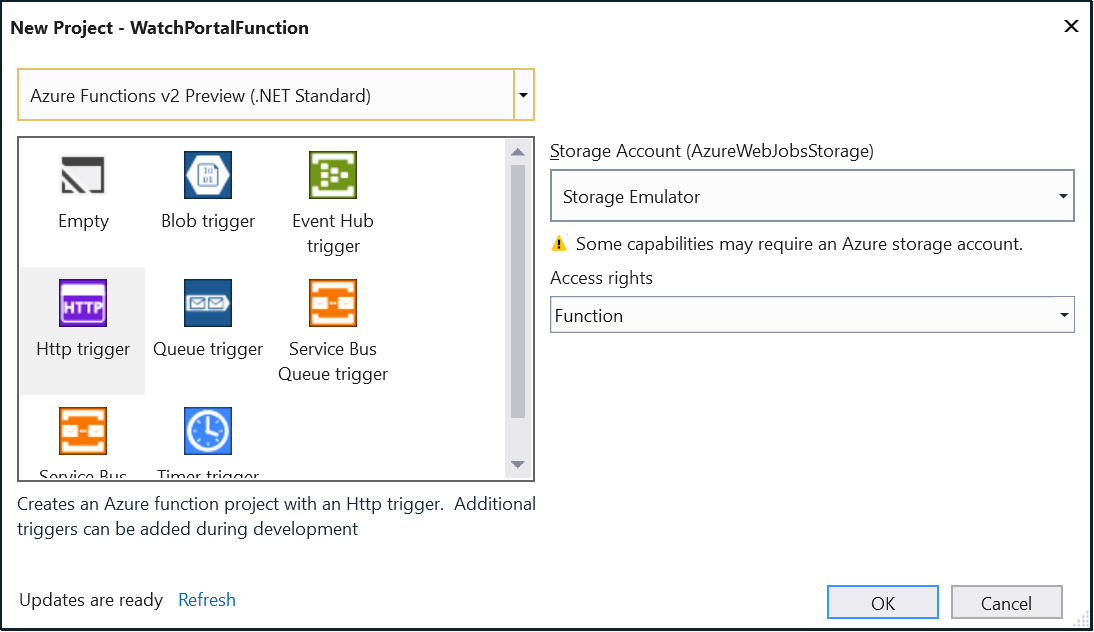 New Project - WatchPortalFunction
Azure Functions v2 Preview (.NET Standard)
Empty
Blob trigger
Event Hub
trigger
HTTP
Http trigger
Queue trigger
Service Bus
Queue trigger
Service Bus
Timer trigger
Creates an Azure function project with an Http trigger.  Additional
triggers can be added during development
Storage Account (AzureWebJobsStorage)
Storage Emulator
Some capabilities may require an Azure storage account.
Access rights
Function
Updates are ready
Refresh
OK
Cancel